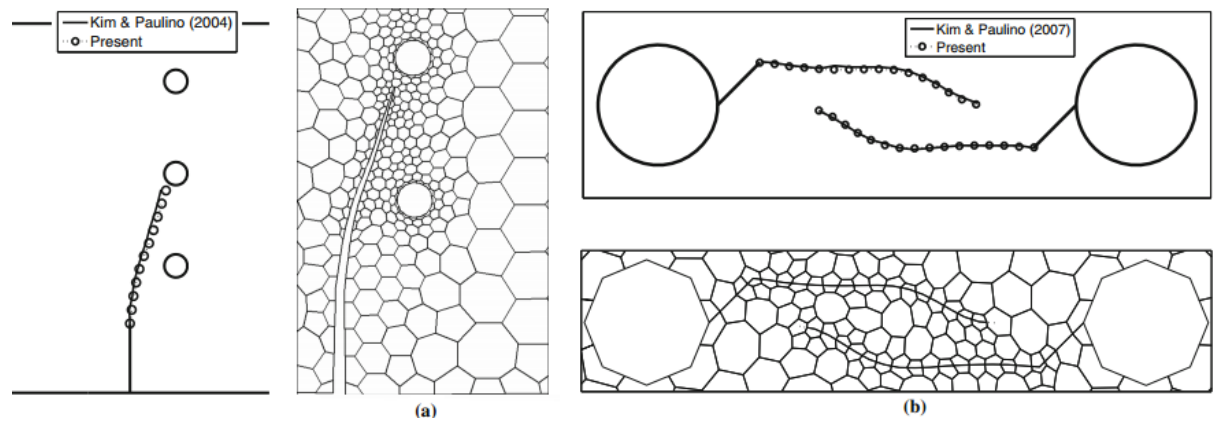 Kim & Paulino (2004)
Present
Kim & Paulino (2007)
Present
(a)
(b)